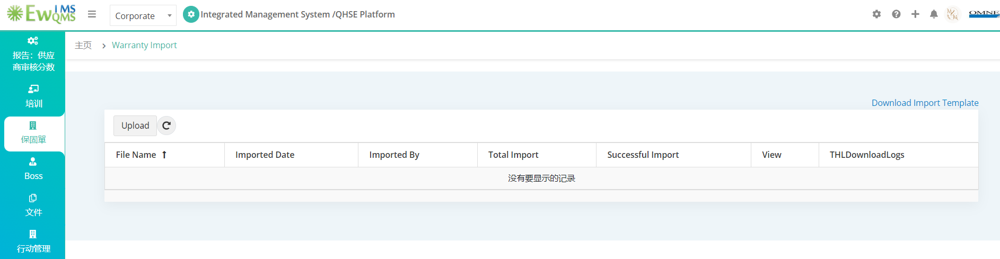 Ew IMS QMS
Corporate
Integrated Management System /QHSE Platform
OMNE
主页 > Warranty Import
报告：供应
商审核分数
培训
保固單
Boss
文件
行动管理
Download Import Template
Upload
File Name ↑ Imported Date Imported By Total Import Successful Import View THLDownloadLogs
没有要显示的记录